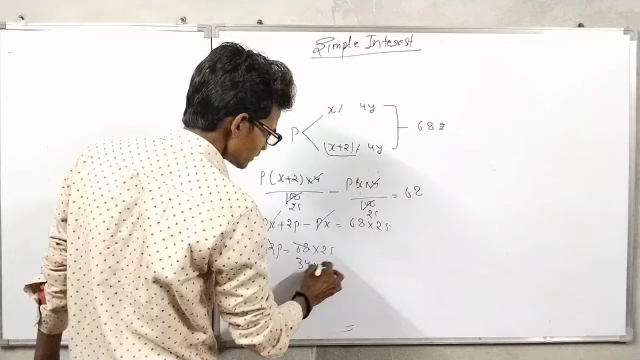 Simple Interest
x% 4y
P 68
(x+2)% 4y
P(x+2)×4/100 25 - P×x×4/100 25 = 68
Px + 2P - Px = 68×25
2P = 68×25
34×
=